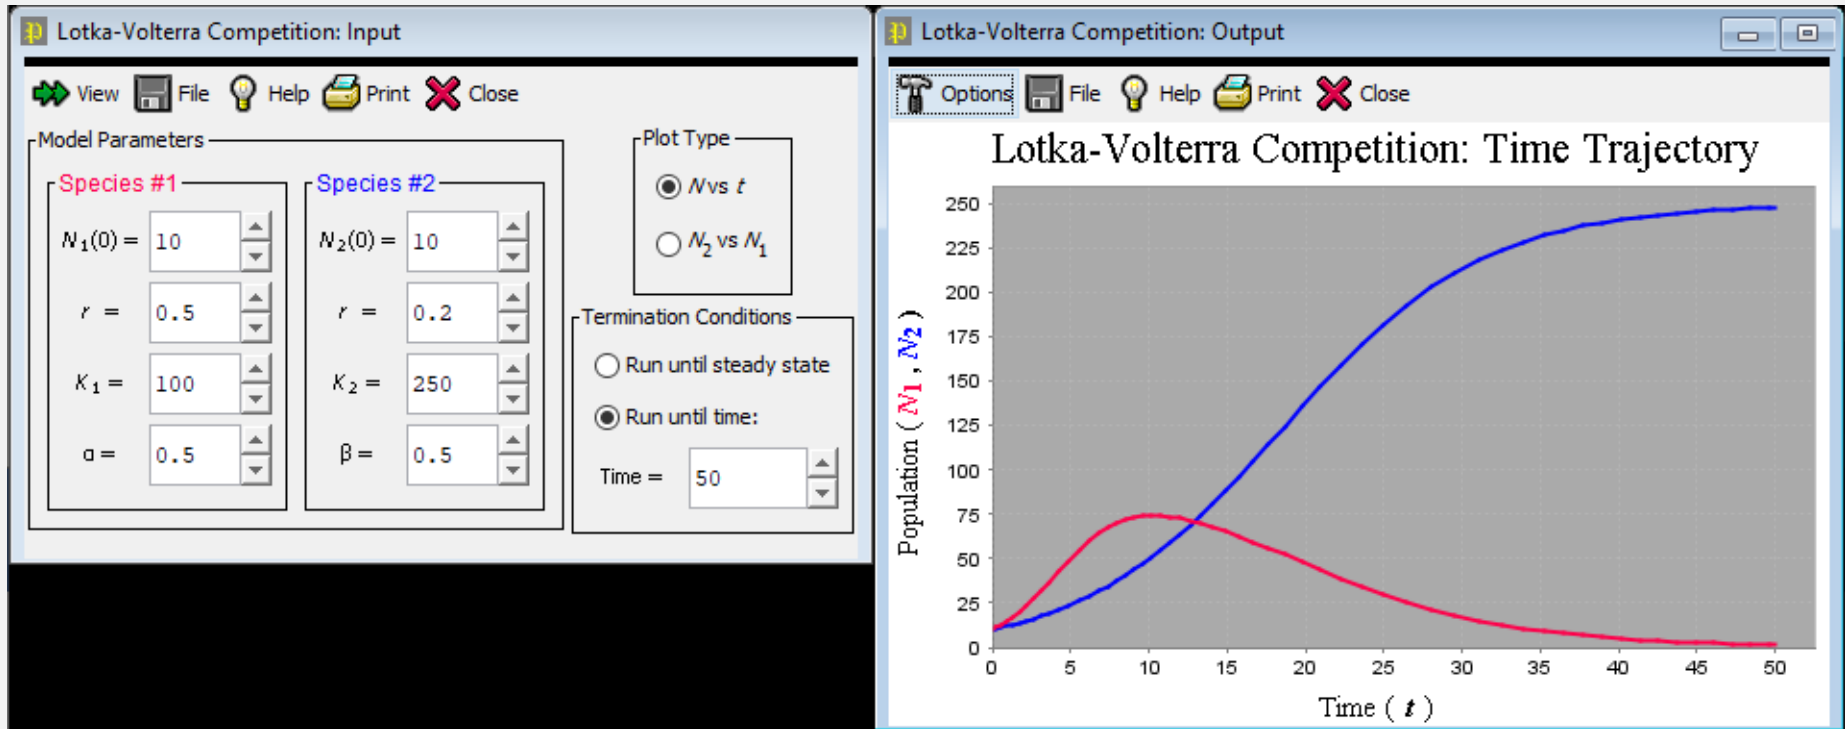 Lotka-Volterra Competition: Input
View File Help Print Close
Model Parameters
Species #1
N1(0) = 10
r = 0.5
K1 = 100
α = 0.5
Species #2
N2(0) = 10
r = 0.2
K2 = 250
β = 0.5
Plot Type
N vs t
N2 vs N1
Termination Conditions
Run until steady state
Run until time:
Time = 50
Lotka-Volterra Competition: Output
Options File Help Print Close
Lotka-Volterra Competition: Time Trajectory
Population ( N1 , N2 )
250
225
200
175
150
125
100
75
50
25
0
0 5 10 15 20 25 30 35 40 45 50
Time ( t )